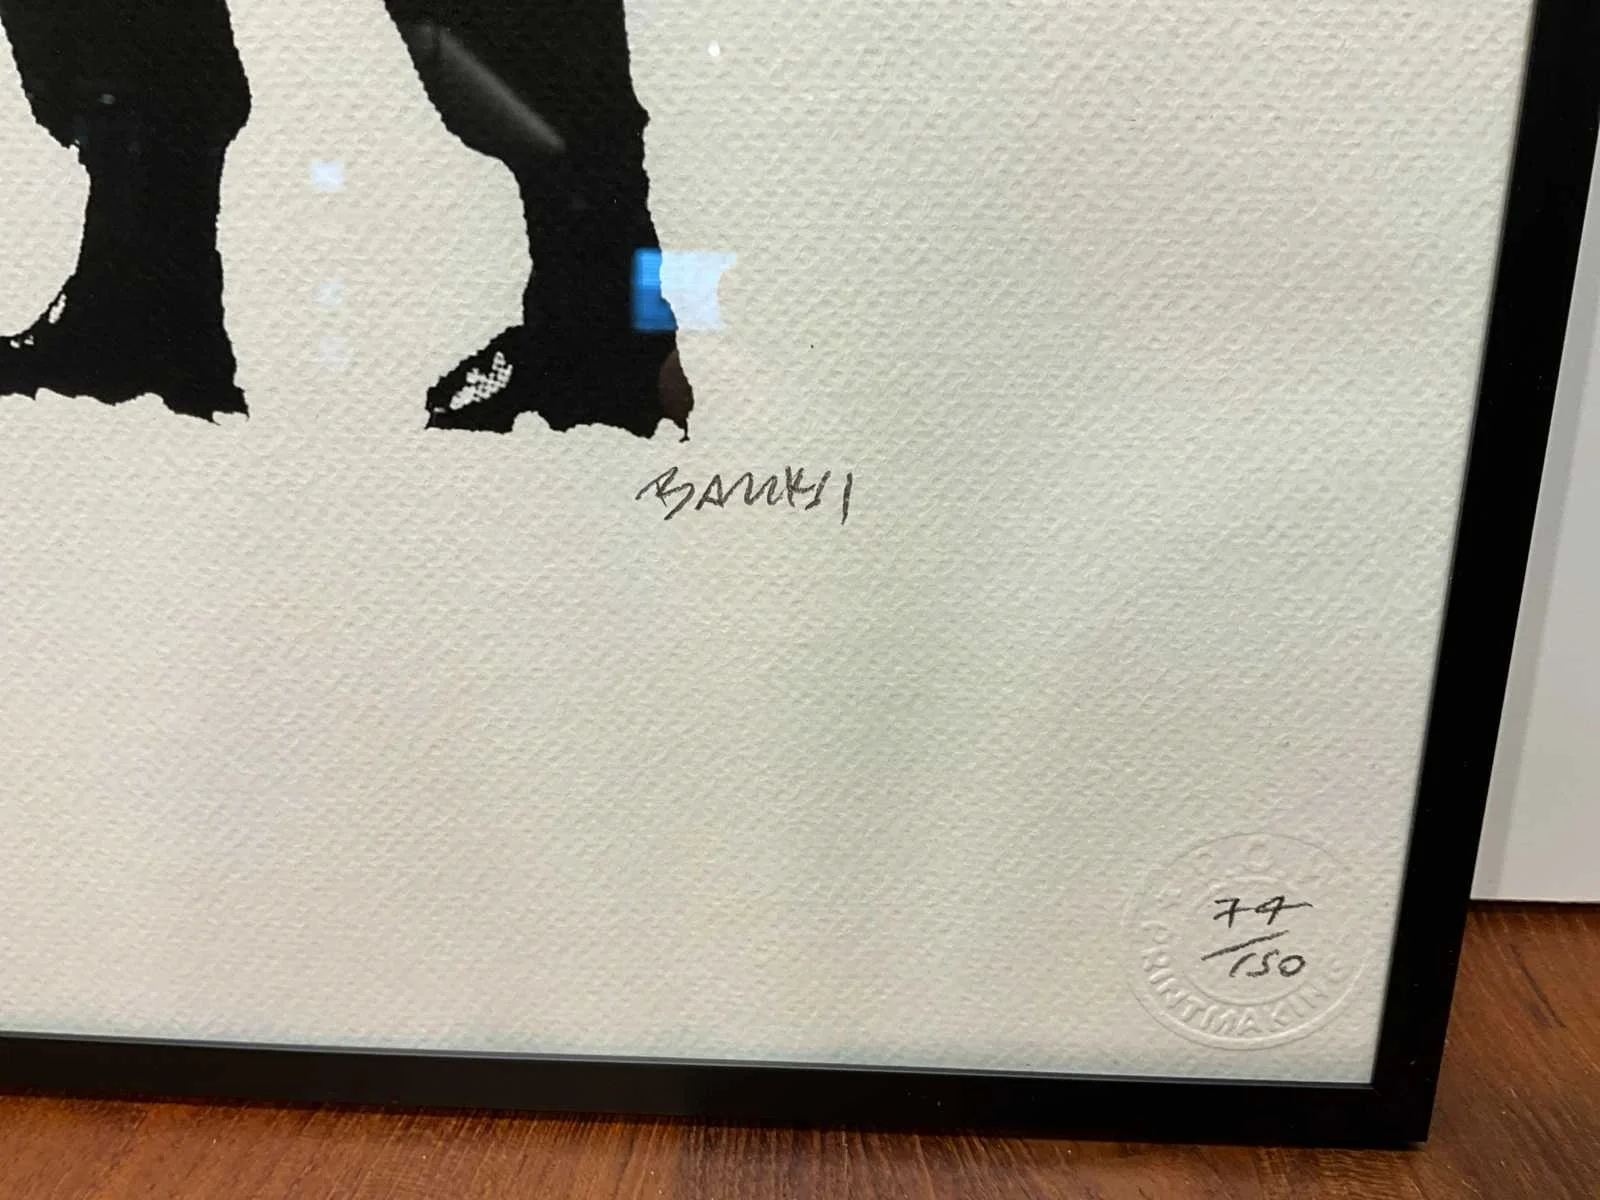 BANKSY
74
/150
P.O.W.
PRINTMAKING